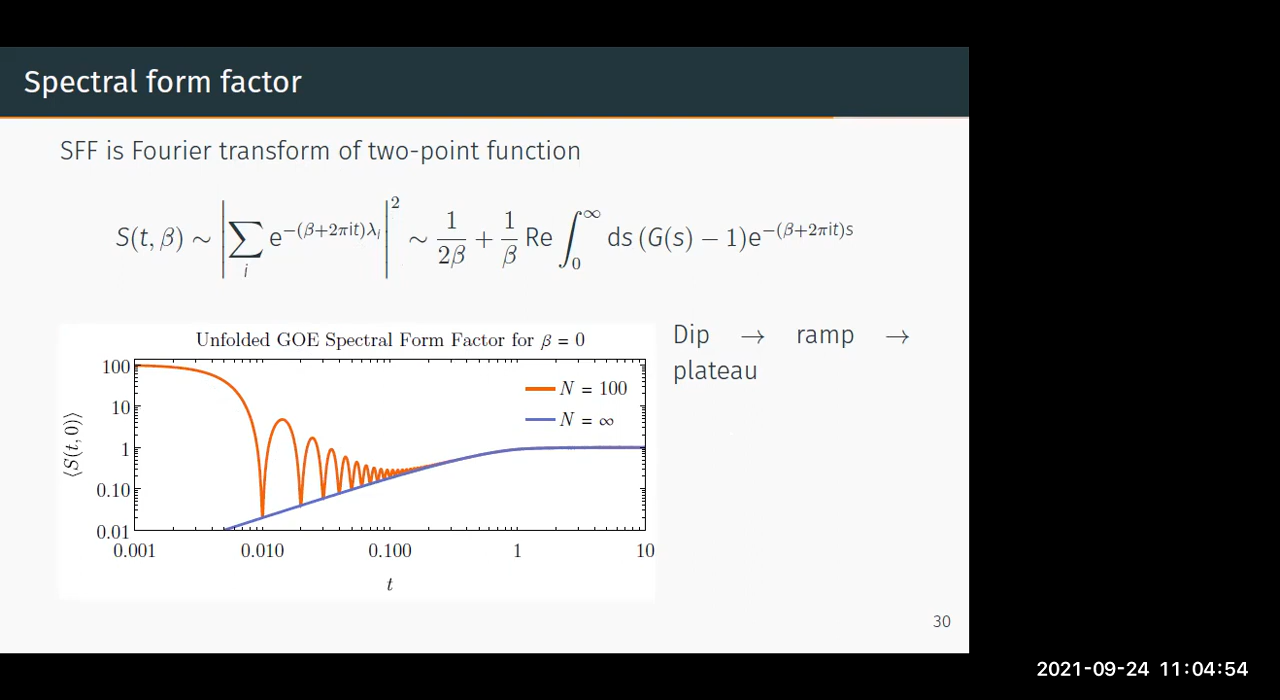 Spectral form factor
SFF is Fourier transform of two-point function
S(t, β) ∼ |∑_i e^{−(β+2πit)λ_i}|^2 ∼ 1/2β + 1/β Re ∫_0^∞ ds (G(s) − 1)e^{−(β+2πit)s}
Unfolded GOE Spectral Form Factor for β = 0
Dip → ramp →
plateau
100
10
1
0.10
0.01
⟨S(t, 0)⟩
N = 100
N = ∞
0.001 0.010 0.100 1 10
t
30
2021-09-24 11:04:54